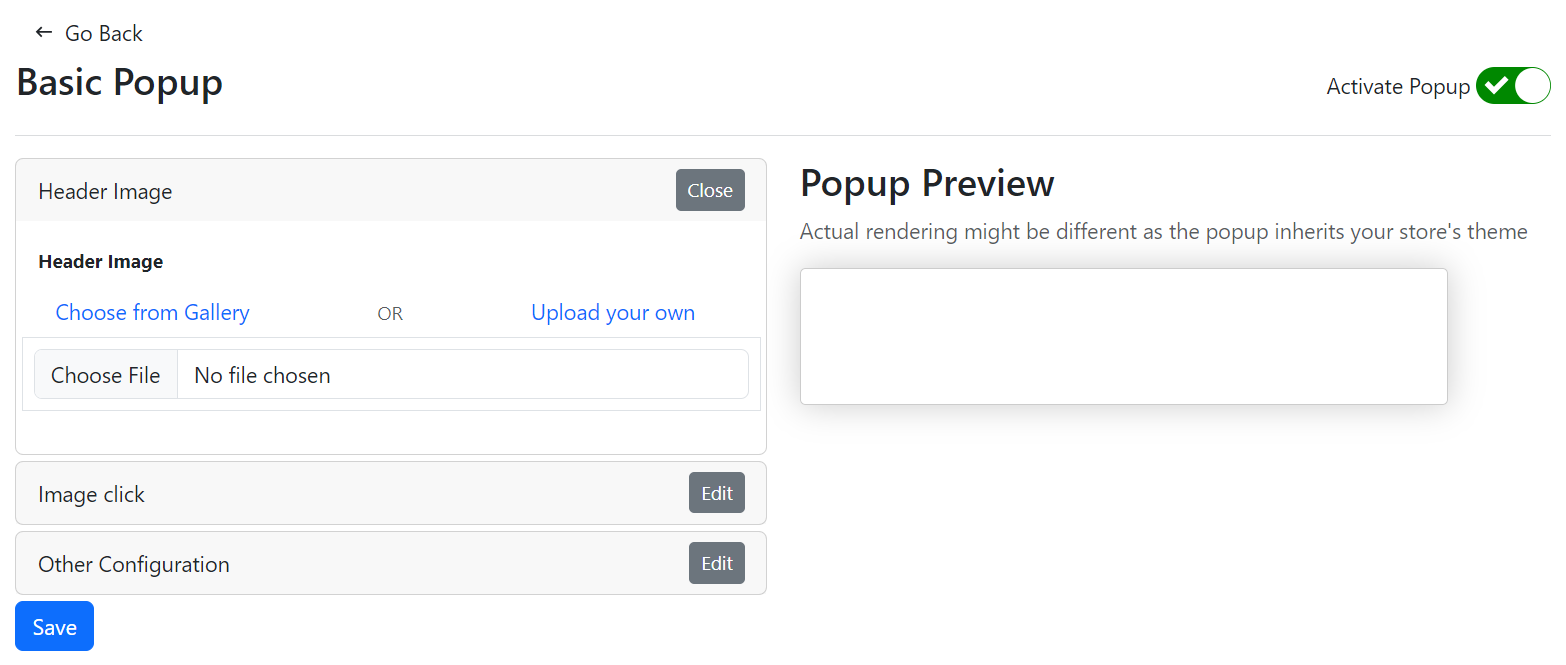 Go Back
Basic Popup
Activate Popup
Header Image
Close
Header Image
Choose from Gallery
OR
Upload your own
Choose File
No file chosen
Image click
Edit
Other Configuration
Edit
Save
Popup Preview
Actual rendering might be different as the popup inherits your store's theme